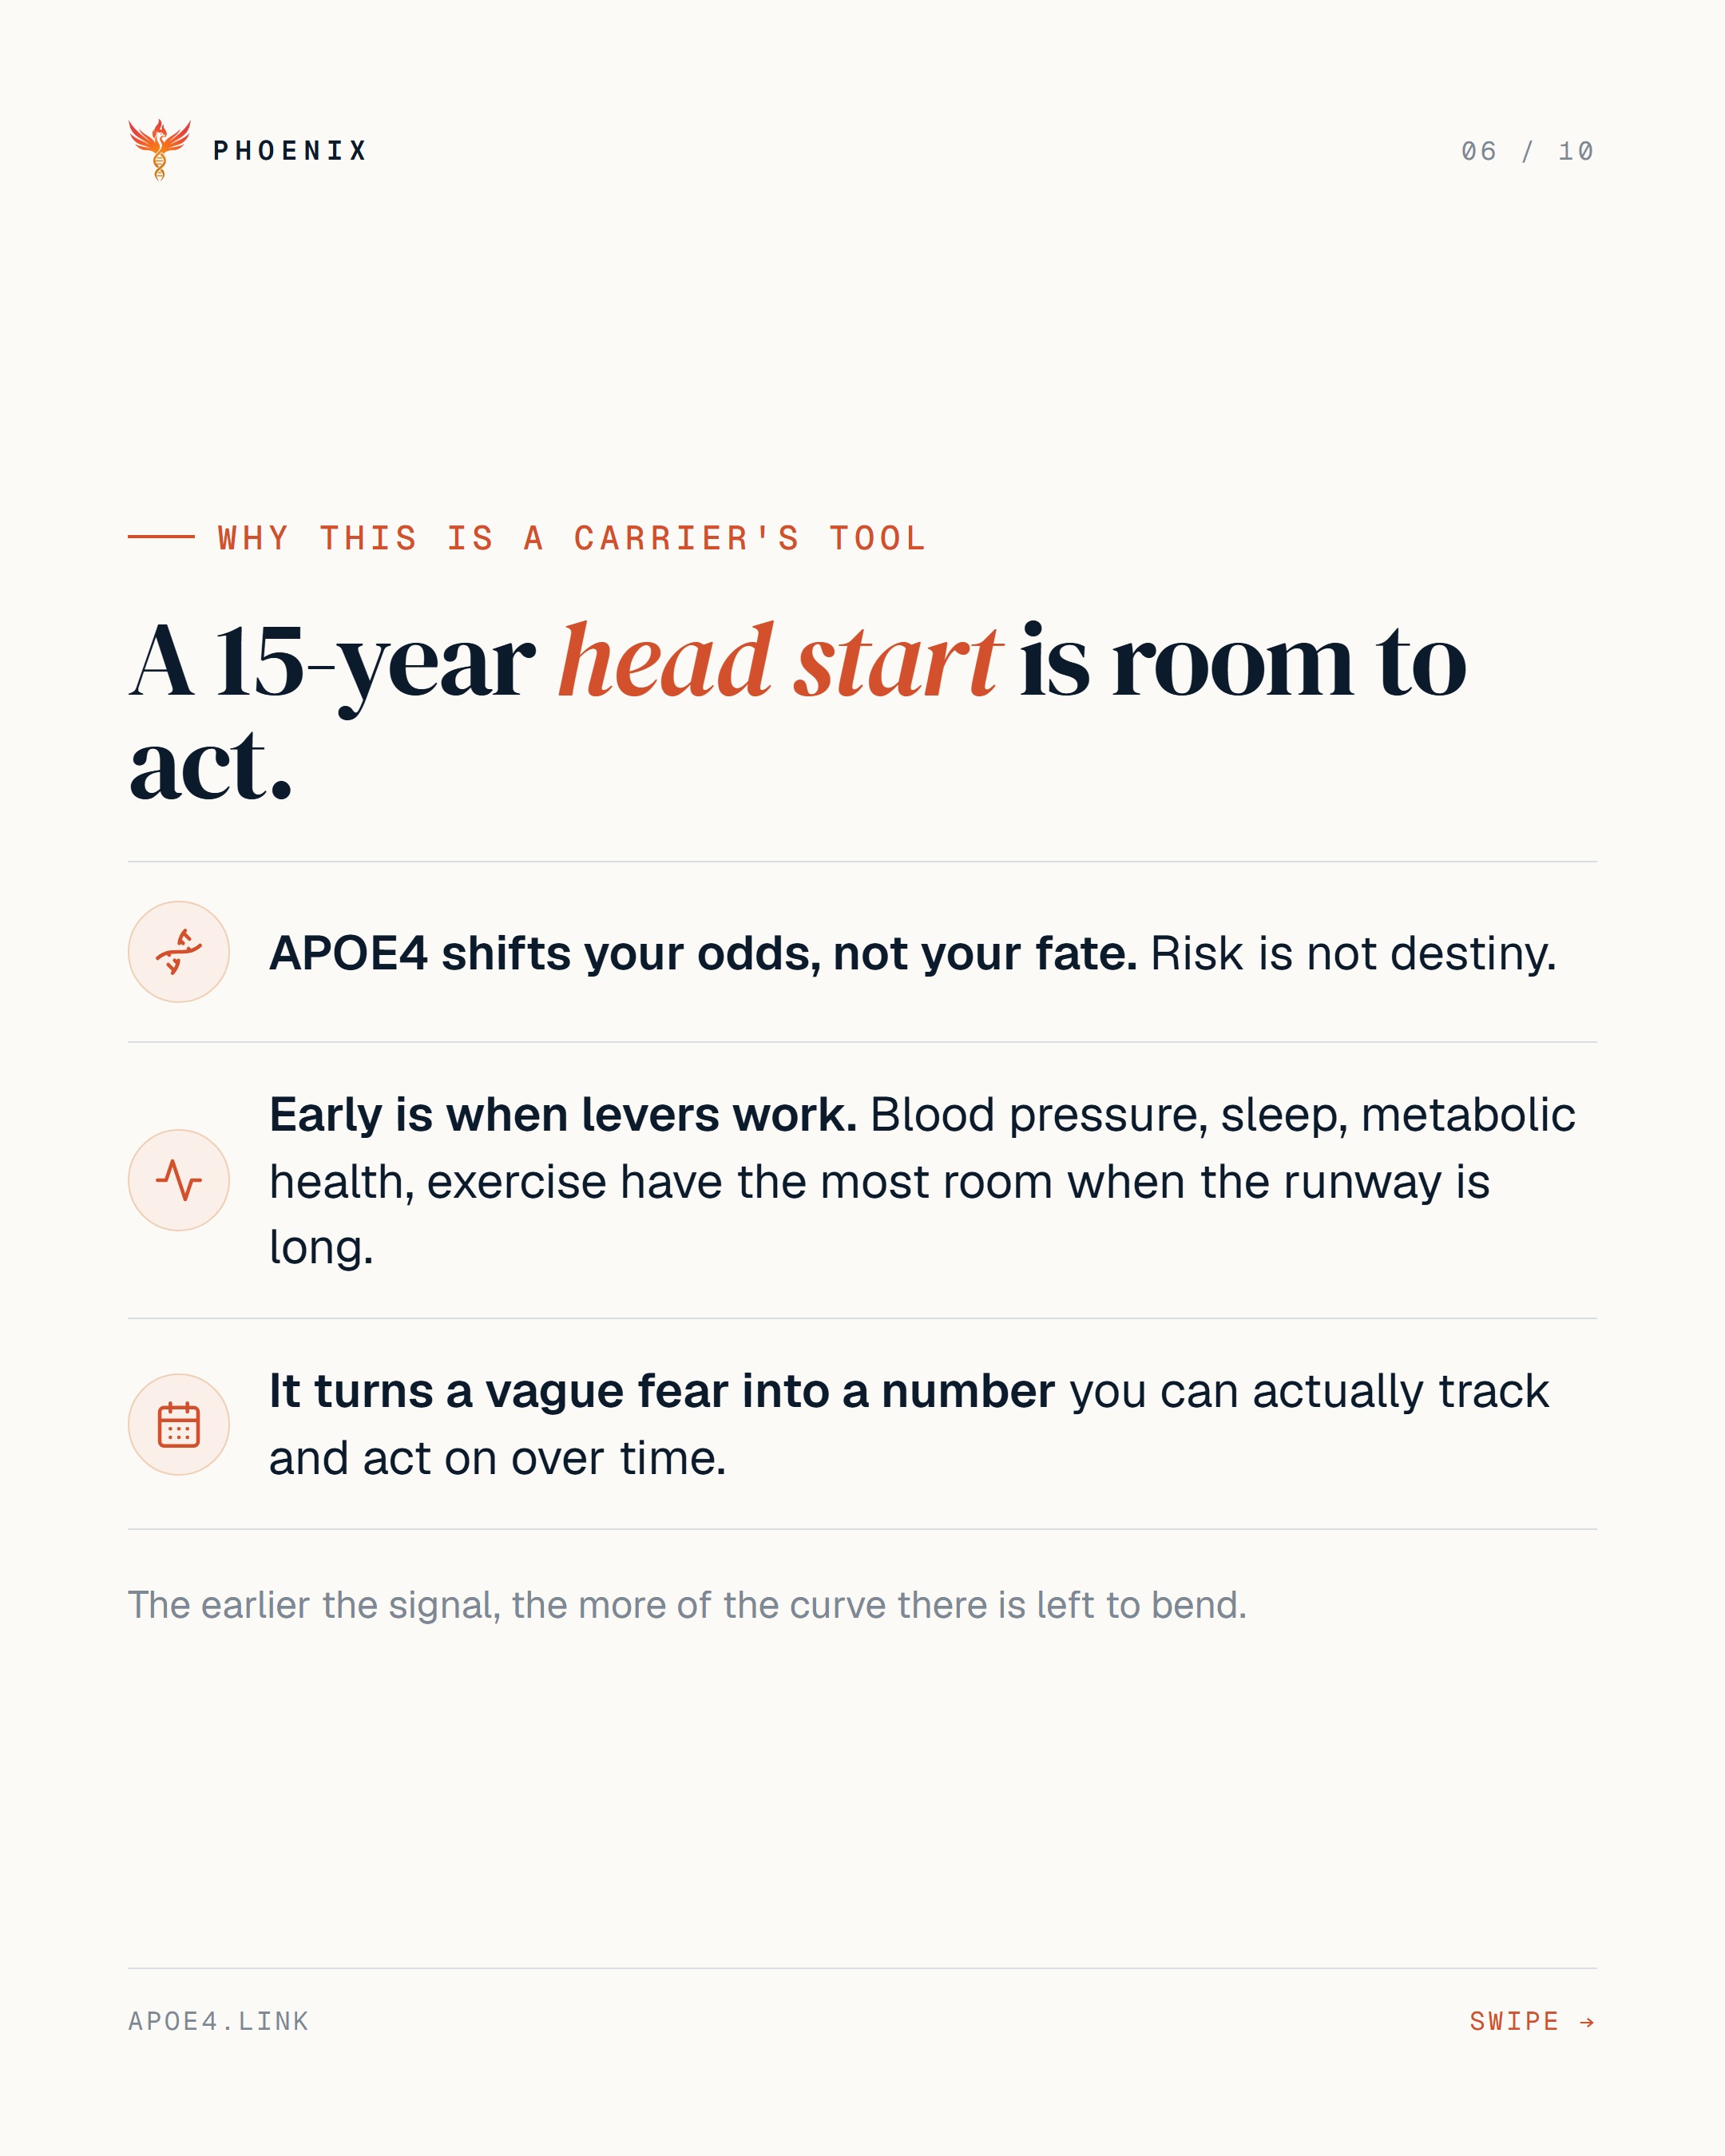 PHOENIX
06 / 10
WHY THIS IS A CARRIER'S TOOL
A 15-year head start is room to
act.
APOE4 shifts your odds, not your fate. Risk is not destiny.
Early is when levers work. Blood pressure, sleep, metabolic
health, exercise have the most room when the runway is
long.
It turns a vague fear into a number you can actually track
and act on over time.
The earlier the signal, the more of the curve there is left to bend.
APOE4.LINK
SWIPE →